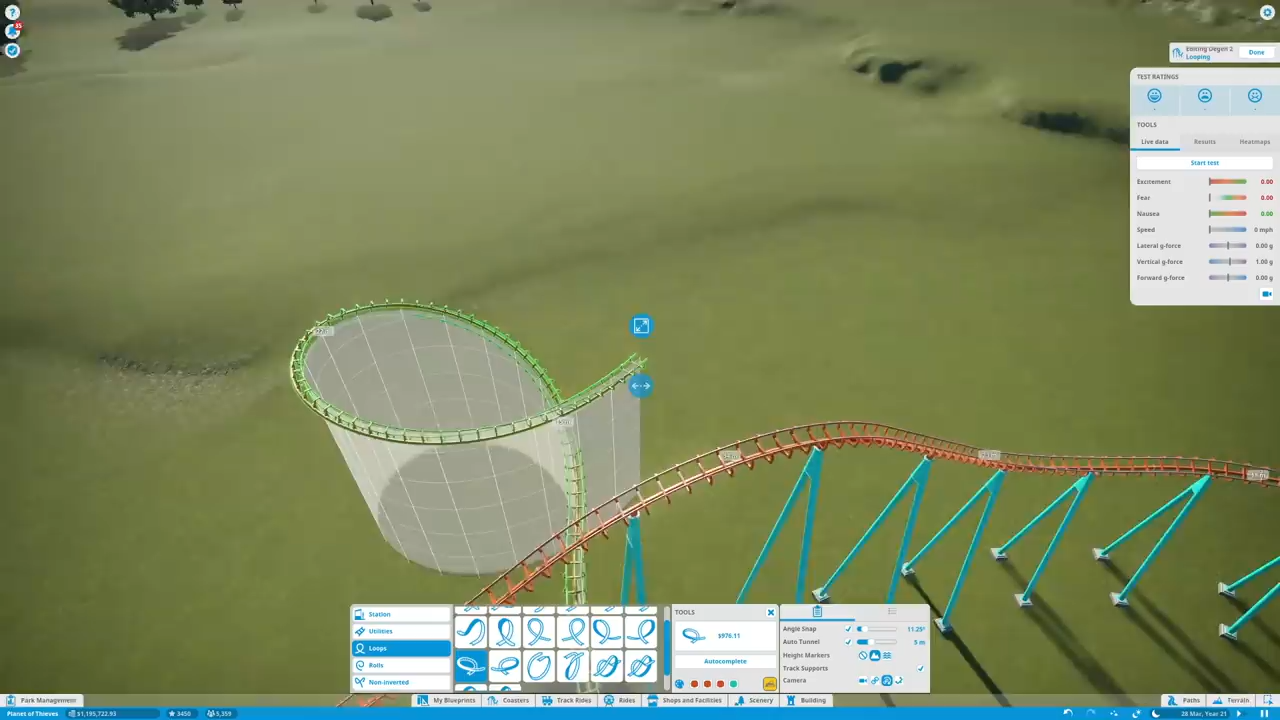 ?
35
Editing Degen 2
Looping
Done
TEST RATINGS
-
-
-
TOOLS
Live data
Results
Heatmaps
Start test
Excitement
0.00
Fear
0.00
Nausea
0.00
Speed
0 mph
Lateral g-force
0.00 g
Vertical g-force
1.00 g
Forward g-force
0.00 g
Station
Utilities
Loops
Rolls
Non-inverted
TOOLS
$976.11
Autocomplete
Angle Snap
11.25°
Auto Tunnel
5 m
Height Markers
Track Supports
Camera
Park Management
My Blueprints
Coasters
Track Rides
Rides
Shops and Facilities
Scenery
Building
Paths
Terrain
Planet of Thieves
$1,195,722.93
3450
5,359
28 Mar, Year 21